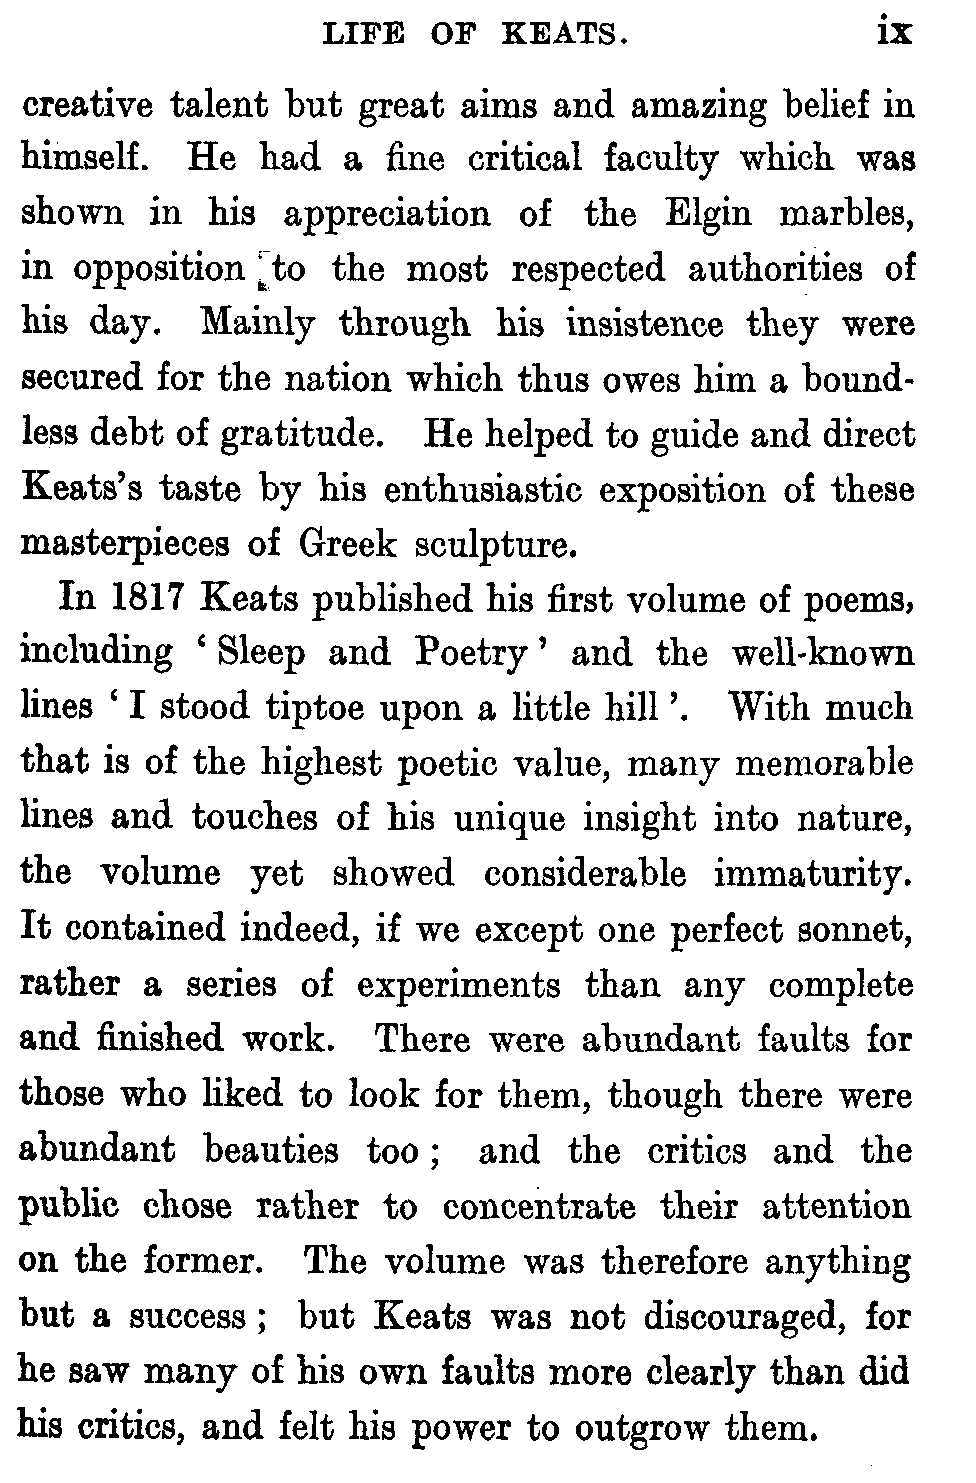 LIFE OF KEATS. ix
creative talent but great aims and amazing belief in
himself. He had a fine critical faculty which was
shown in his appreciation of the Elgin marbles,
in opposition to the most respected authorities of
his day. Mainly through his insistence they were
secured for the nation which thus owes him a bound-
less debt of gratitude. He helped to guide and direct
Keats's taste by his enthusiastic exposition of these
masterpieces of Greek sculpture.
In 1817 Keats published his first volume of poems,
including ‘ Sleep and Poetry ’ and the well-known
lines ‘ I stood tiptoe upon a little hill ’. With much
that is of the highest poetic value, many memorable
lines and touches of his unique insight into nature,
the volume yet showed considerable immaturity.
It contained indeed, if we except one perfect sonnet,
rather a series of experiments than any complete
and finished work. There were abundant faults for
those who liked to look for them, though there were
abundant beauties too ; and the critics and the
public chose rather to concentrate their attention
on the former. The volume was therefore anything
but a success ; but Keats was not discouraged, for
he saw many of his own faults more clearly than did
his critics, and felt his power to outgrow them.